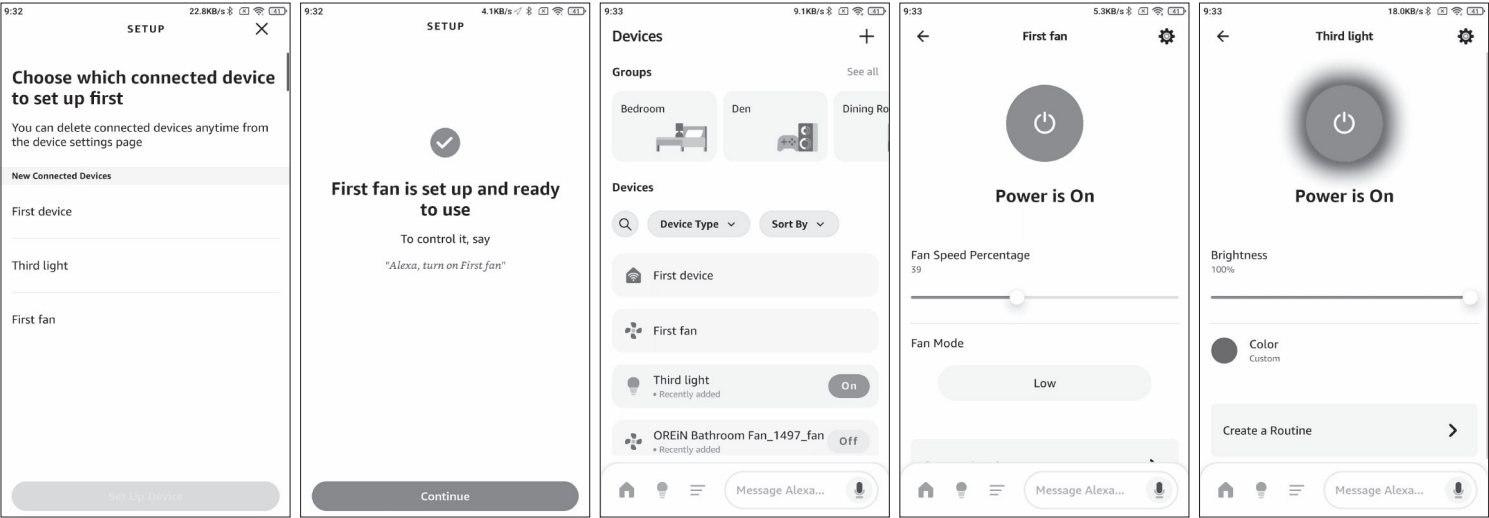 9:32
22.8KB/s
41
SETUP
Choose which connected device
to set up first
You can delete connected devices anytime from
the device settings page
New Connected Devices
First device
Third light
First fan
Set Up Device
9:32
4.1KB/s
41
SETUP
First fan is set up and ready
to use
To control it, say
"Alexa, turn on First fan"
Continue
9:33
9.1KB/s
41
Devices
Groups
See all
Bedroom
Den
Dining Ro
Devices
Device Type
Sort By
First device
First fan
Third light
• Recently added
On
OREiN Bathroom Fan_1497_fan
• Recently added
Off
Message Alexa...
9:33
5.3KB/s
41
First fan
Power is On
Fan Speed Percentage
39
Fan Mode
Low
Message Alexa...
9:33
18.0KB/s
41
Third light
Power is On
Brightness
100%
Color
Custom
Create a Routine
Message Alexa...